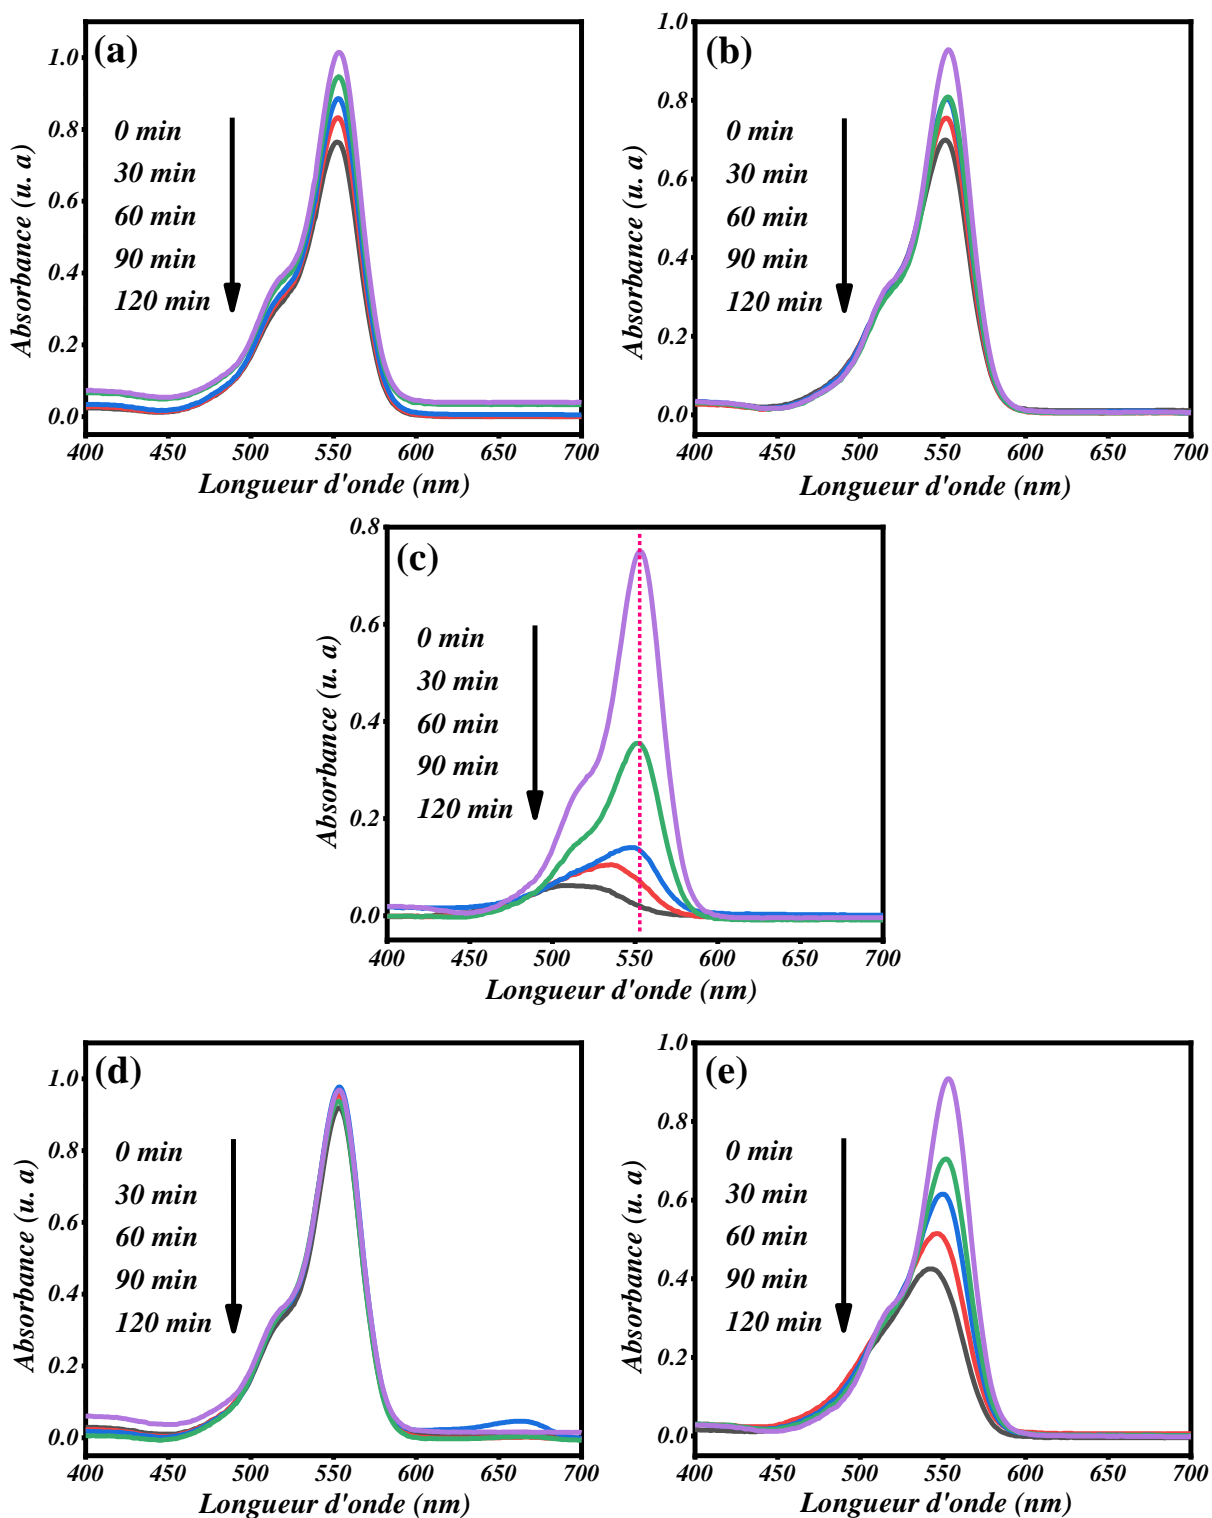 (a)
Absorbance (u. a)
1.0
0.8
0.6
0.4
0.2
0.0
0 min
30 min
60 min
90 min
120 min
400 450 500 550 600 650 700
Longueur d'onde (nm)
(b)
Absorbance (u. a)
1.0
0.8
0.6
0.4
0.2
0.0
0 min
30 min
60 min
90 min
120 min
400 450 500 550 600 650 700
Longueur d'onde (nm)
(c)
Absorbance (u. a)
0.8
0.6
0.4
0.2
0.0
0 min
30 min
60 min
90 min
120 min
400 450 500 550 600 650 700
Longueur d'onde (nm)
(d)
Absorbance (u. a)
1.0
0.8
0.6
0.4
0.2
0.0
0 min
30 min
60 min
90 min
120 min
400 450 500 550 600 650 700
Longueur d'onde (nm)
(e)
Absorbance (u. a)
1.0
0.8
0.6
0.4
0.2
0.0
0 min
30 min
60 min
90 min
120 min
400 450 500 550 600 650 700
Longueur d'onde (nm)